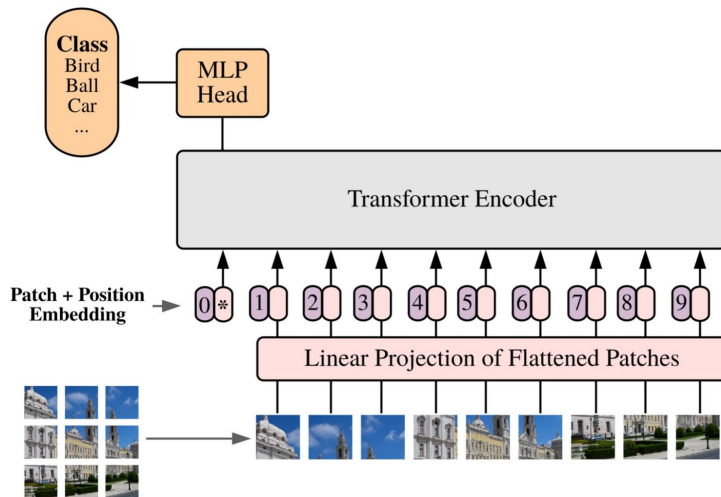 Class
Bird
Ball
Car
...
MLP
Head
Transformer Encoder
Patch + Position
Embedding
0 * 1 2 3 4 5 6 7 8 9
Linear Projection of Flattened Patches